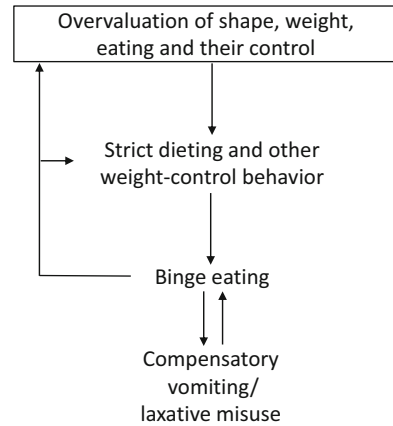 Overvaluation of shape, weight,
eating and their control
Strict dieting and other
weight-control behavior
Binge eating
Compensatory
vomiting/
laxative misuse